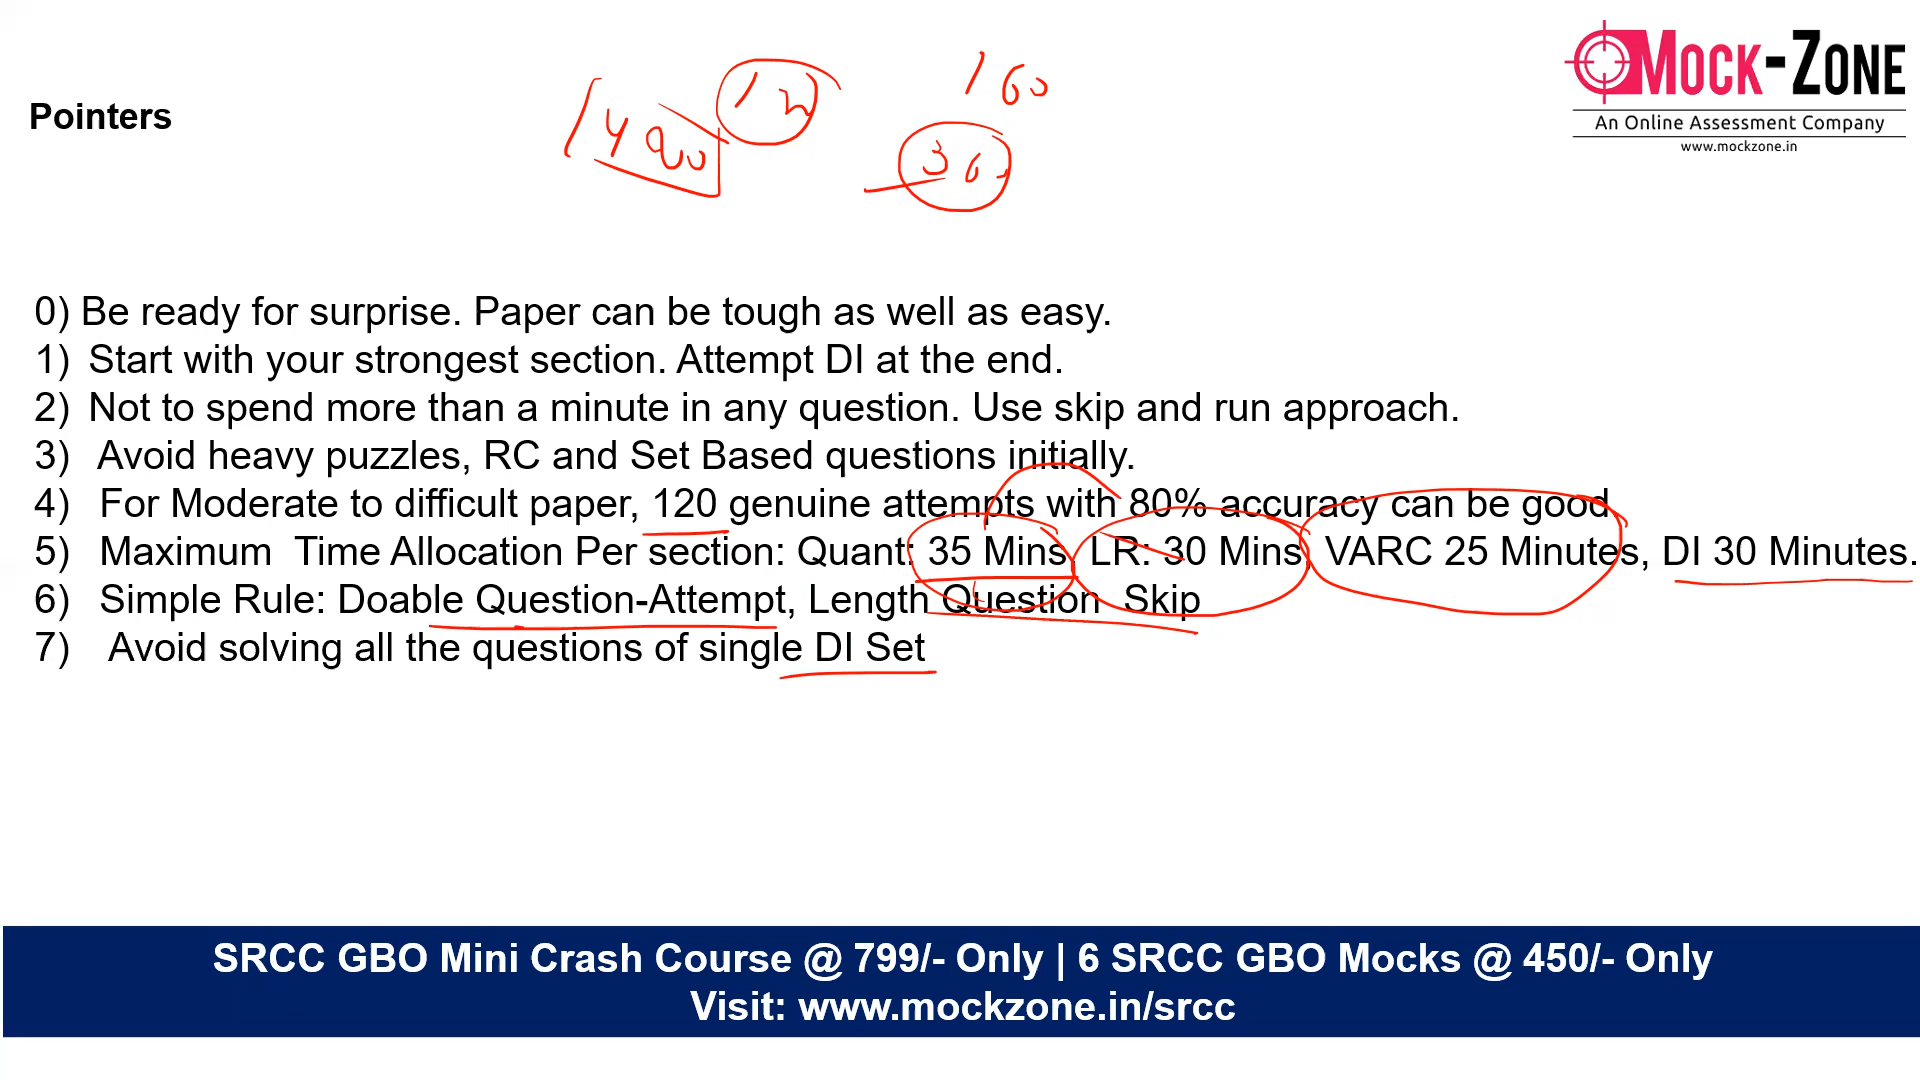 MOCK-ZONE
An Online Assessment Company
www.mockzone.in
160
Pointers
36
0) Be ready for surprise. Paper can be tough as well as easy.
1) Start with your strongest section. Attempt DI at the end.
2) Not to spend more than a minute in any question. Use skip and run approach.
3) Avoid heavy puzzles, RC and Set Based questions initially.
4) For Moderate to difficult paper, 120 genuine attempts with 80% accuracy can be good
5) Maximum Time Allocation Per section: Quant: 35 Mins, LR: 30 Mins, VARC 25 Minutes, DI 30 Minutes.
6) Simple Rule: Doable Question-Attempt, Length Question Skip
7) Avoid solving all the questions of single DI Set
SRCC GBO Mini Crash Course @ 799/- Only | 6 SRCC GBO Mocks @ 450/- Only
Visit: www.mockzone.in/srcc